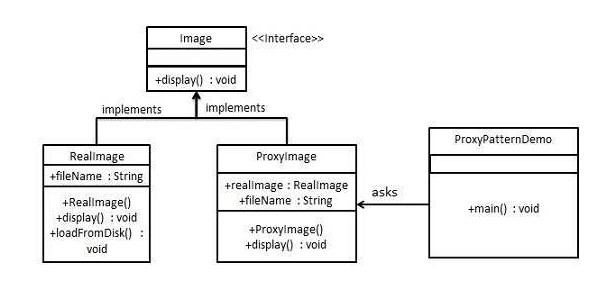 Image
<<Interface>>
+display() : void
implements
implements
RealImage
+fileName : String
+RealImage()
+display() : void
+loadFromDisk() :
void
ProxyImage
+realImage : RealImage
+fileName : String
+ProxyImage()
+display() : void
asks
ProxyPatternDemo
+main() : void